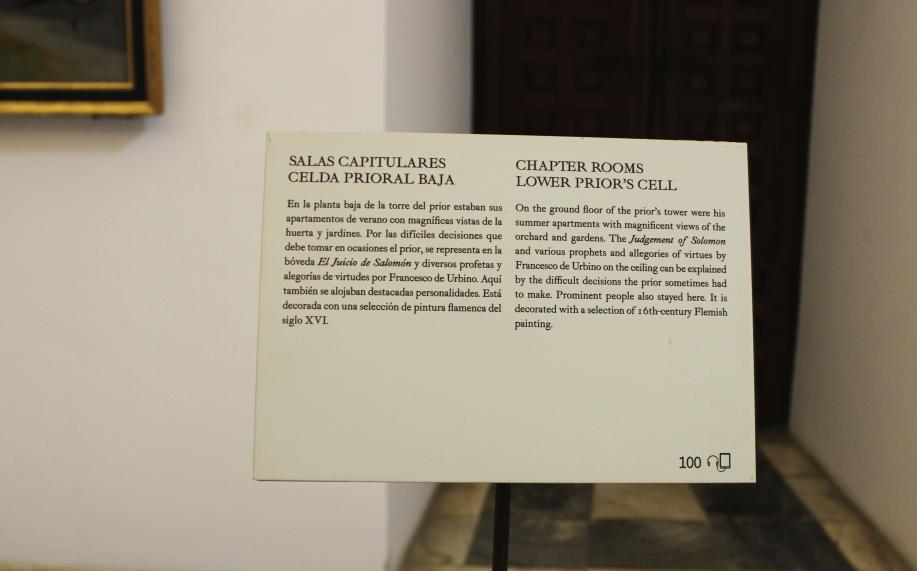 SALAS CAPITULARES
CELDA PRIORAL BAJA
En la planta baja de la torre del prior estaban sus
apartamentos de verano con magníficas vistas de la
huerta y jardines. Por las difíciles decisiones que
debe tomar en ocasiones el prior, se representa en la
bóveda El Juicio de Salomón y diversos profetas y
alegorías de virtudes por Francesco de Urbino. Aquí
también se alojaban destacadas personalidades. Está
decorada con una selección de pintura flamenca del
siglo XVI.
CHAPTER ROOMS
LOWER PRIOR'S CELL
On the ground floor of the prior's tower were his
summer apartments with magnificent views of the
orchard and gardens. The Judgement of Solomon
and various prophets and allegories of virtues by
Francesco de Urbino on the ceiling can be explained
by the difficult decisions the prior sometimes had
to make. Prominent people also stayed here. It is
decorated with a selection of 16th-century Flemish
painting.
100